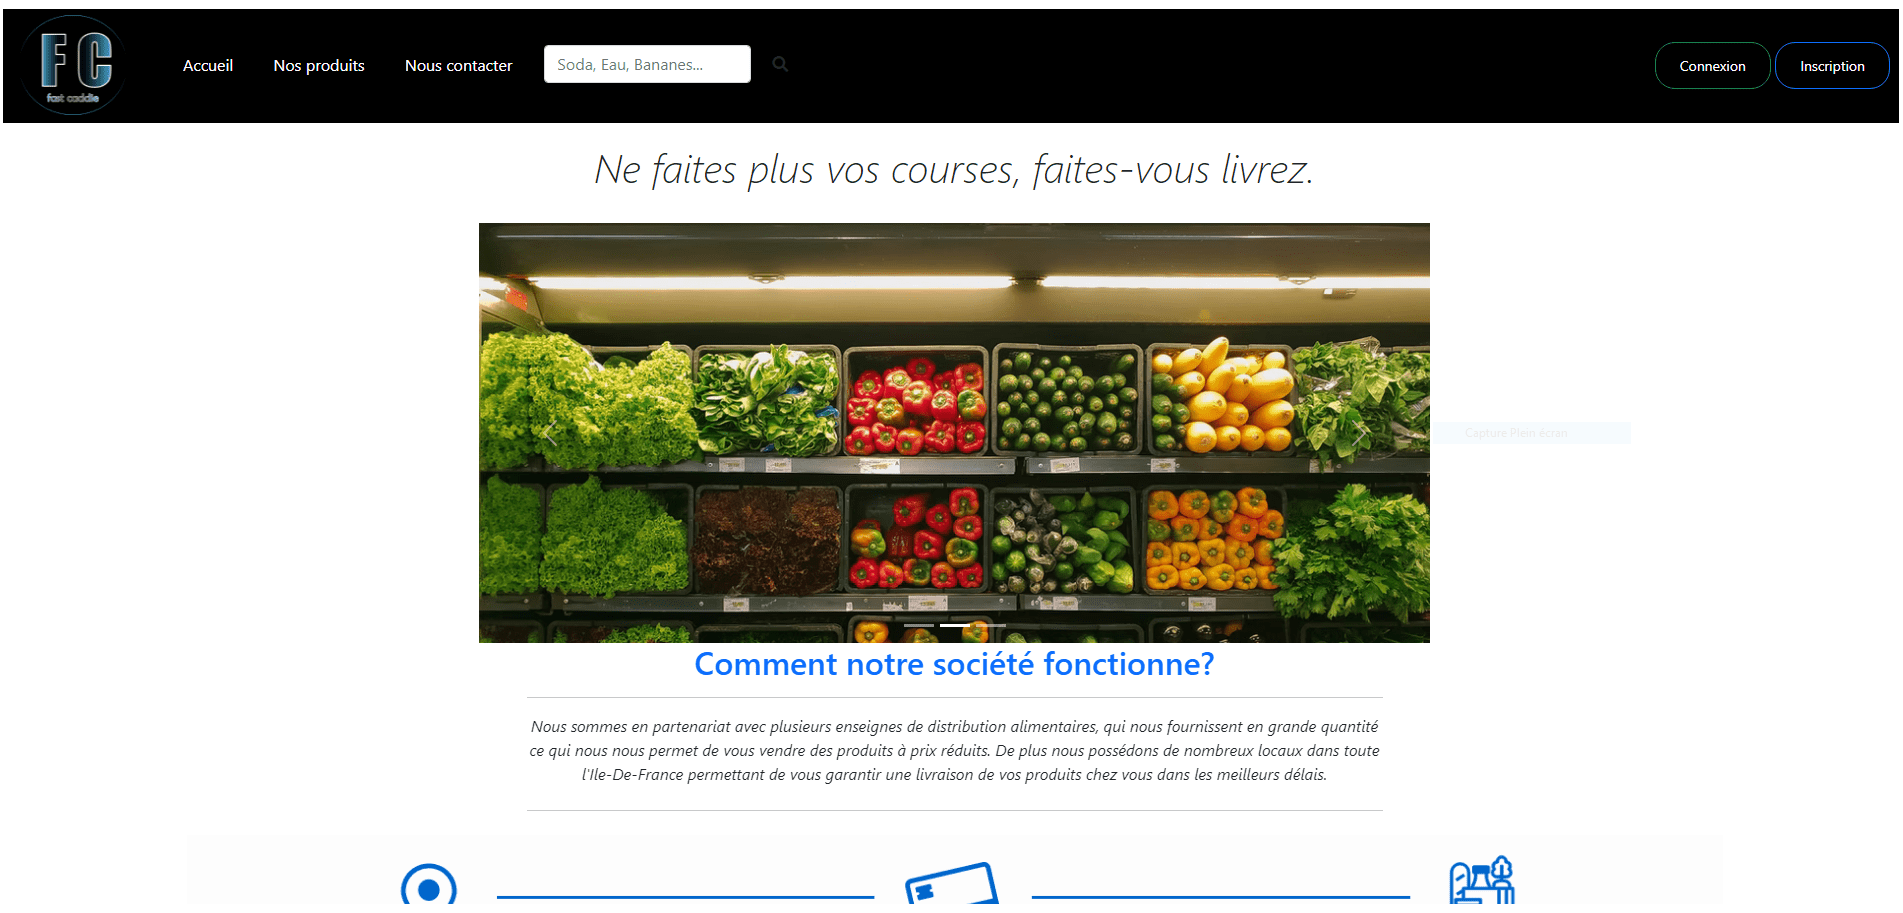 FC
fast caddie
Accueil
Nos produits
Nous contacter
Soda, Eau, Bananes...
Connexion
Inscription
Ne faites plus vos courses, faites-vous livrez.
Capture Plein écran
Comment notre société fonctionne?
Nous sommes en partenariat avec plusieurs enseignes de distribution alimentaires, qui nous fournissent en grande quantité
ce qui nous nous permet de vous vendre des produits à prix réduits. De plus nous possédons de nombreux locaux dans toute
l'Ile-De-France permettant de vous garantir une livraison de vos produits chez vous dans les meilleurs délais.